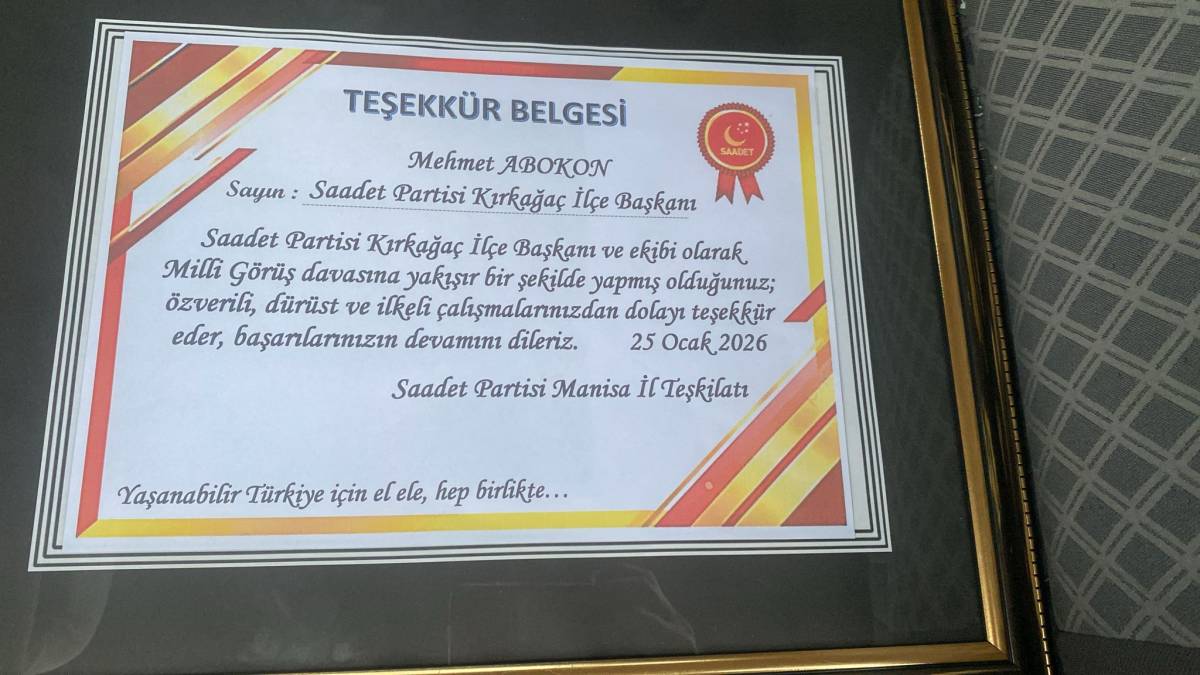 TEŞEKKÜR BELGESİ
SAADET
Mehmet ABOKON
Sayın : Saadet Partisi Kırkağaç İlçe Başkanı
Saadet Partisi Kırkağaç İlçe Başkanı ve ekibi olarak
Milli Görüş davasına yakışır bir şekilde yapmış olduğunuz;
özverili, dürüst ve ilkeli çalışmalarınızdan dolayı teşekkür
eder, başarılarınızın devamını dileriz. 25 Ocak 2026
Saadet Partisi Manisa İl Teşkilatı
Yaşanabilir Türkiye için el ele, hep birlikte...